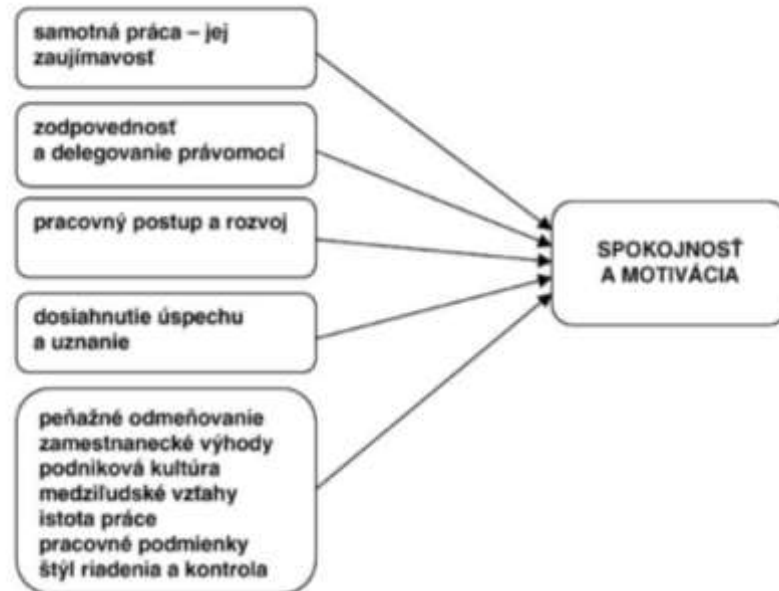 samotná práca – jej
zaujímavosť
zodpovednosť
a delegovanie právomocí
pracovný postup a rozvoj
dosiahnutie úspechu
a uznanie
peňažné odmeňovanie
zamestnanecké výhody
podniková kultúra
medziľudské vzťahy
istota práce
pracovné podmienky
štýl riadenia a kontrola
SPOKOJNOSŤ
A MOTIVÁCIA